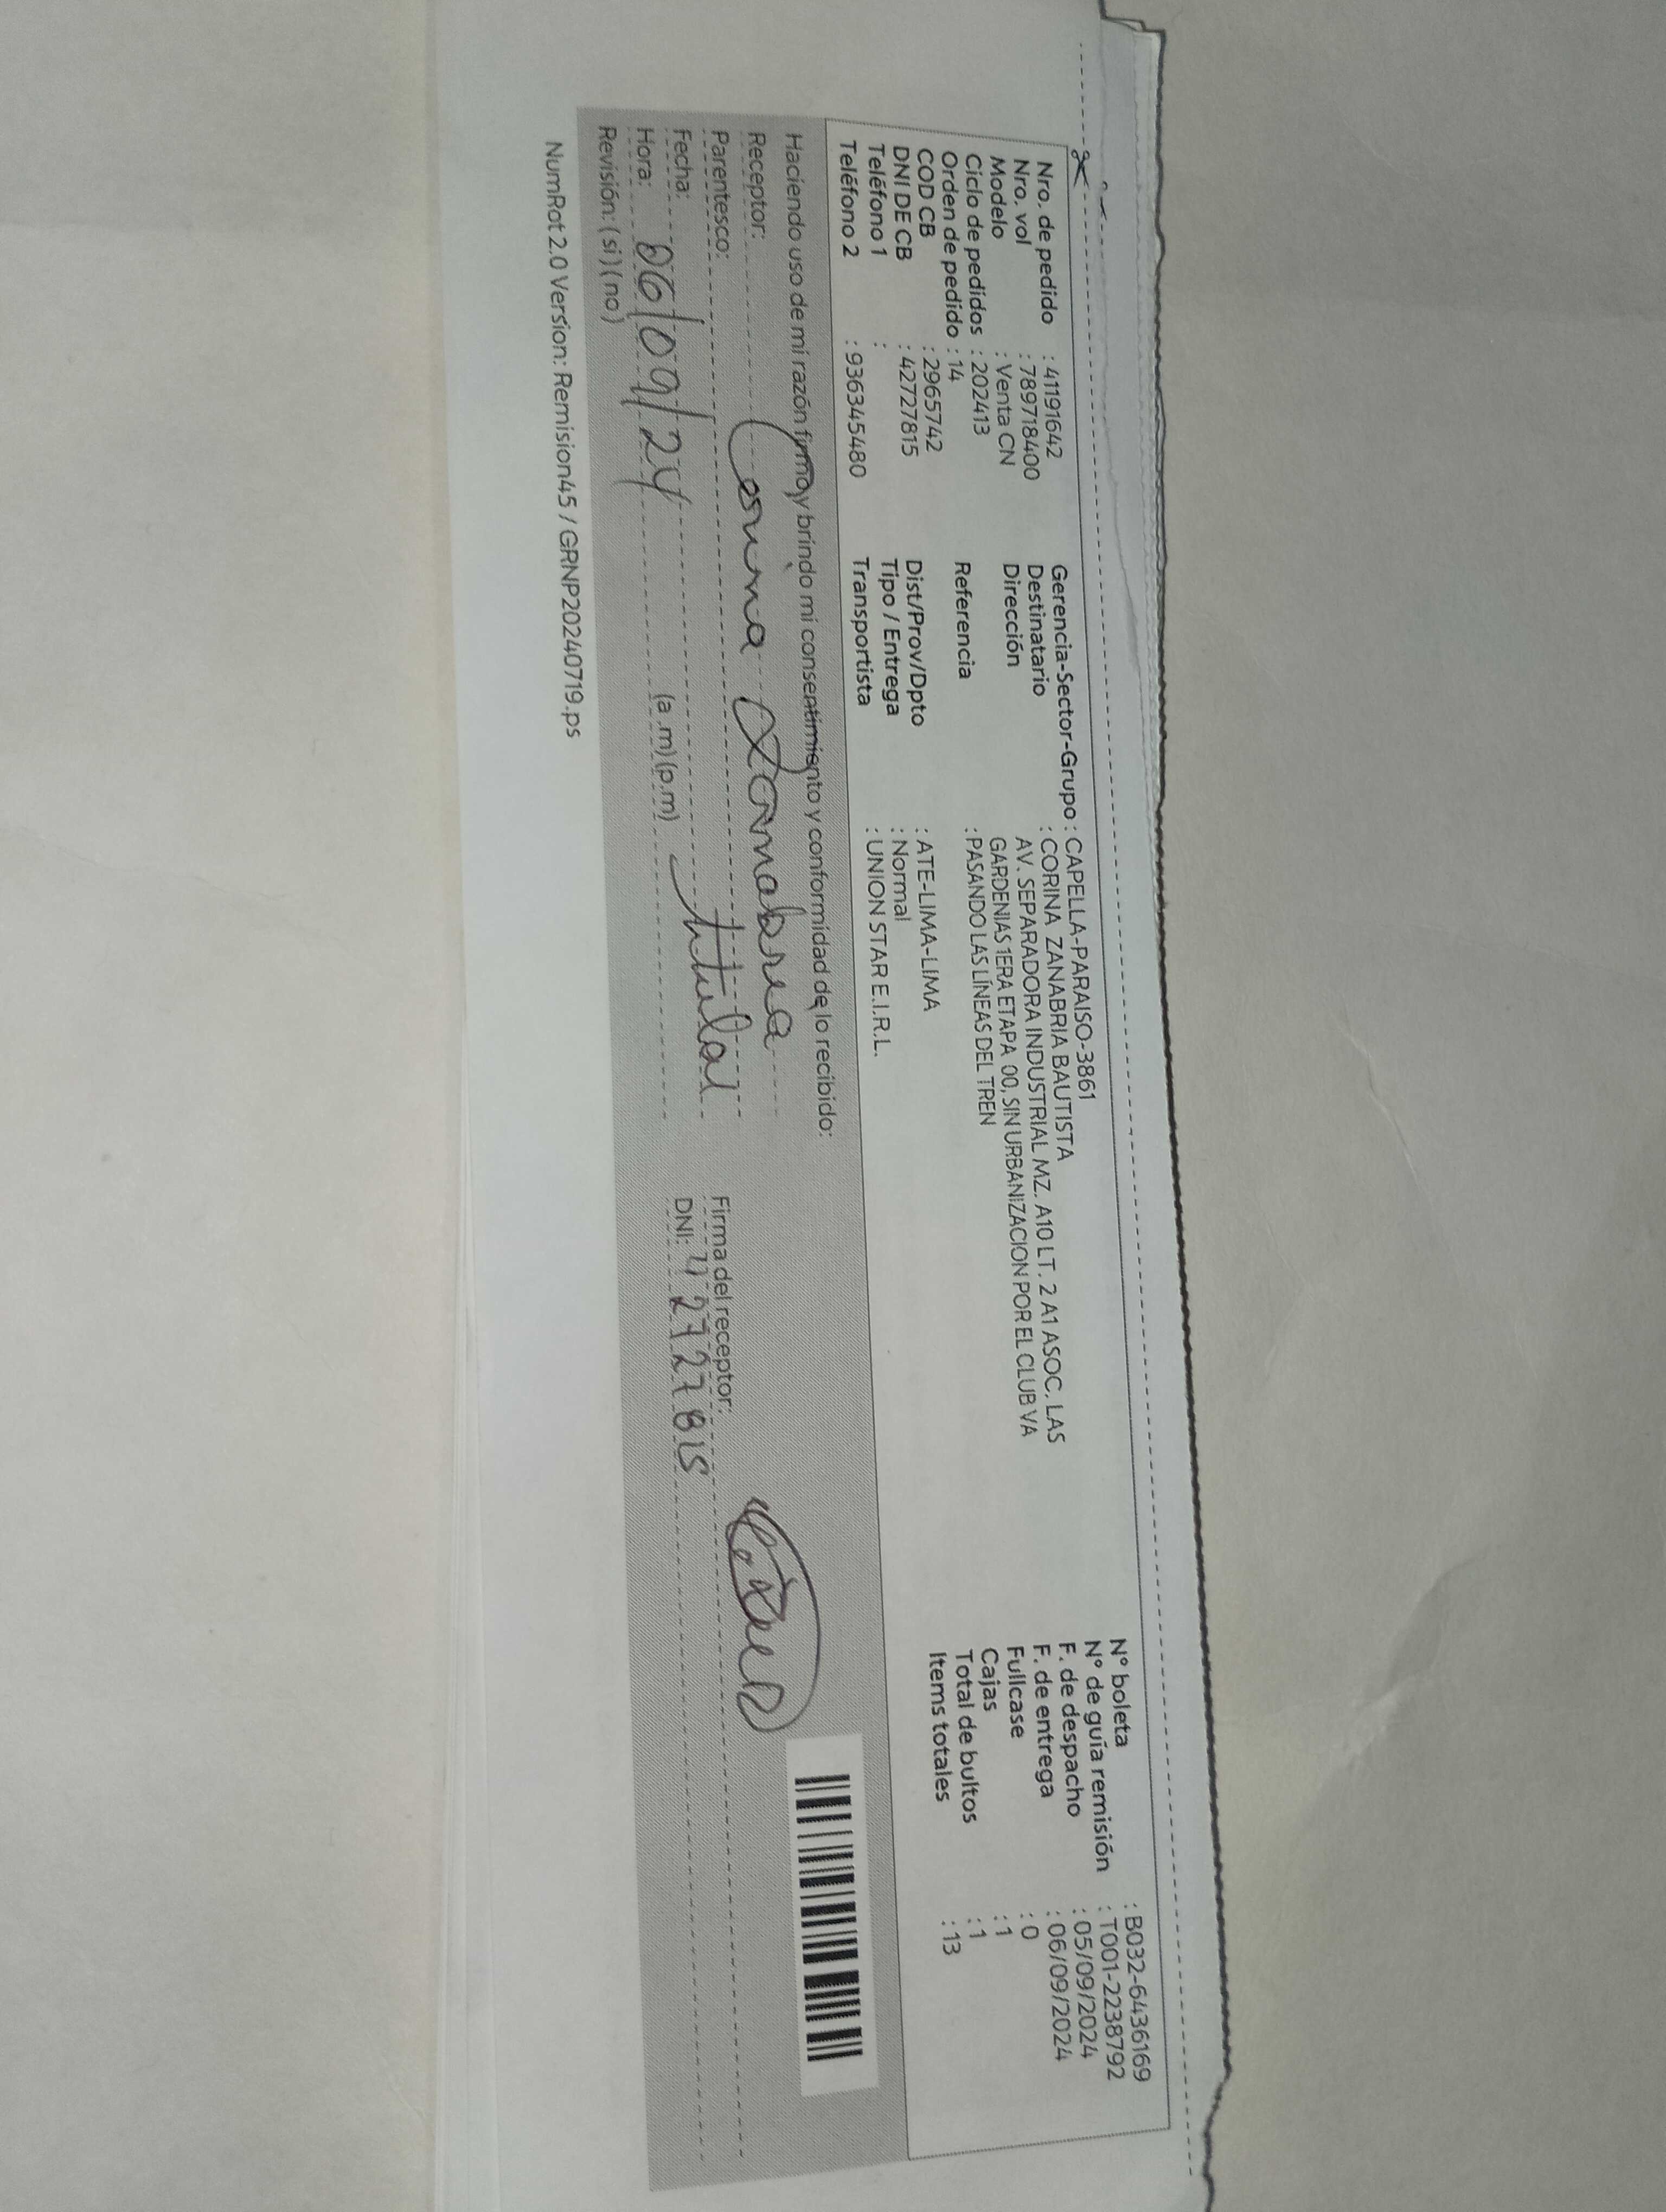 Nro. de pedido : 41191642
Nro. vol : 789718400
Modelo : Venta CN
Ciclo de pedidos : 202413
Orden de pedido : 14
COD CB : 2965742
DNI DE CB : 42727815
Teléfono 1 :
Teléfono 2 : 936345480
Gerencia-Sector-Grupo : CAPELLA-PARAISO-3861
Destinatario : CORINA ZANABRIA BAUTISTA
Dirección AV. SEPARADORA INDUSTRIAL MZ. A10 LT. 2 A1 ASOC. LAS
GARDENIAS 1ERA ETAPA 00, SIN URBANIZACION POR EL CLUB VA
Referencia : PASANDO LAS LÍNEAS DEL TREN
Dist/Prov/Dpto : ATE-LIMA-LIMA
Tipo / Entrega : Normal
Transportista : UNION STAR E.I.R.L.
N° boleta : B032-6436169
N° de guía remisión : T001-2238792
F. de despacho : 05/09/2024
F. de entrega : 06/09/2024
Fullcase : 0
Cajas : 1
Total de bultos : 1
Items totales : 13
Haciendo uso de mi razón firmo y brindo mi consentimiento y conformidad de lo recibido:
Receptor: Corina Zanabria
Parentesco: titular
Fecha: 06/09/24
Hora: (a.m) (p.m)
Revisión: (si) (no)
Firma del receptor:
DNI: 42727815
NumRot 2.0 Version: Remision45 / GRNP20240719.ps